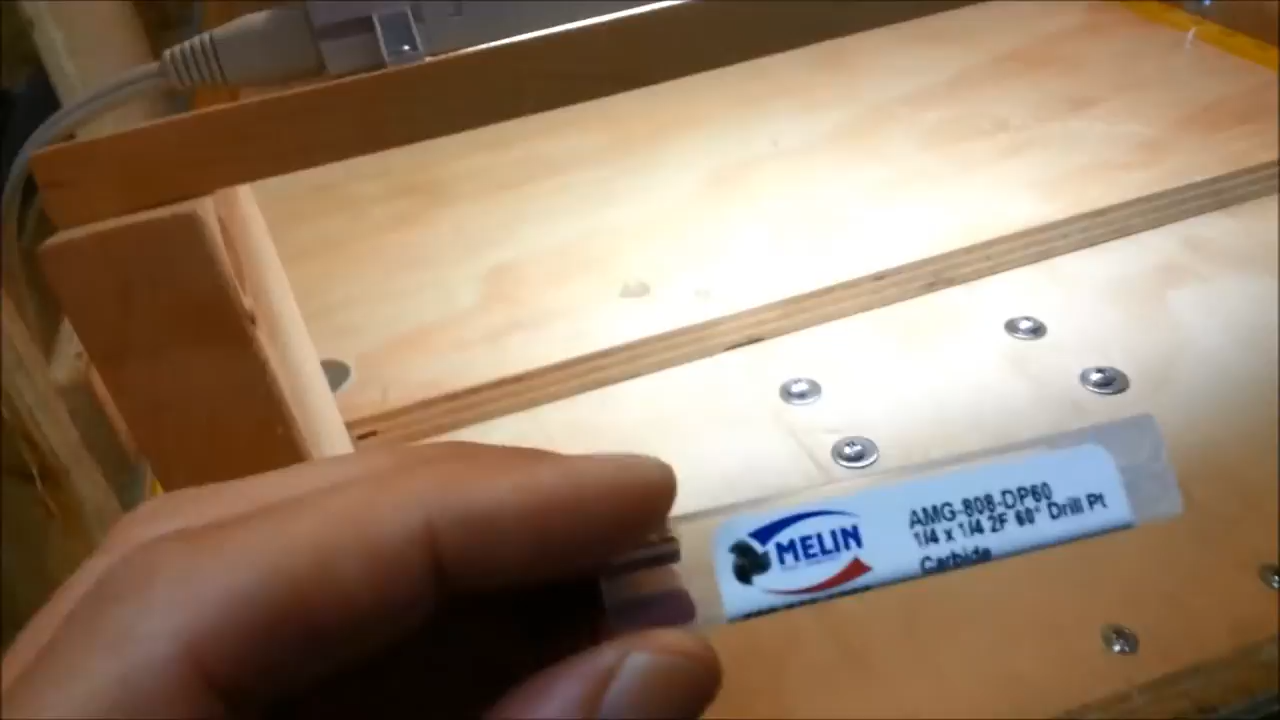 MELIN
AMG-808-DP60
1/4 x 1/4 2F 60° Drill Pt
Carbide